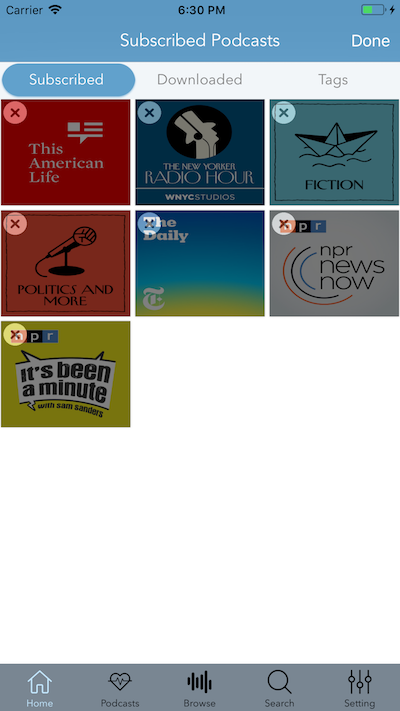 Carrier 6:30 PM
Subscribed Podcasts Done
Subscribed Downloaded Tags
This
American
Life
THE NEW YORKER
RADIO HOUR
WNYCSTUDIOS
FICTION
POLITICS AND
MORE
The
Daily
T
npr
npr
news
now
npr
it's been
a minute
with sam sanders
Home Podcasts Browse Search Setting